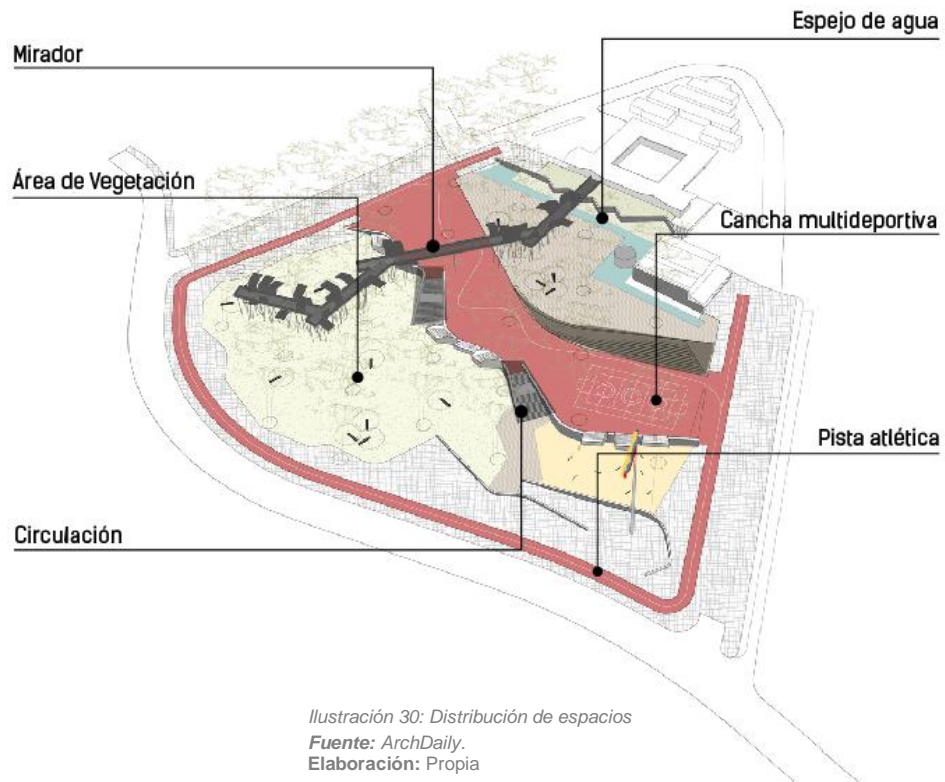 Espejo de agua
Mirador
Área de Vegetación
Cancha multideportiva
Pista atlética
Circulación
Ilustración 30: Distribución de espacios
Fuente: ArchDaily.
Elaboración: Propia